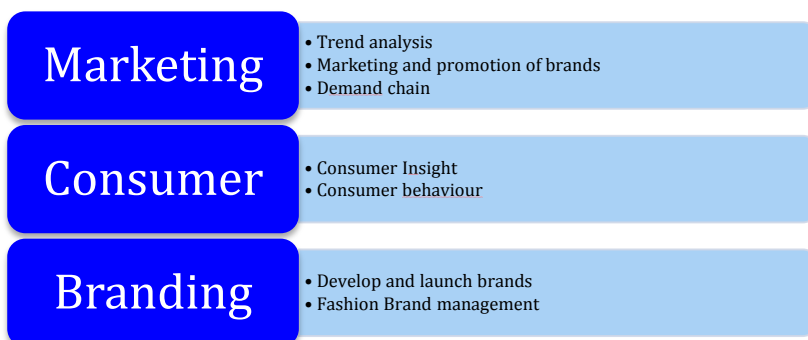 Marketing
• Trend analysis
• Marketing and promotion of brands
• Demand chain
Consumer
• Consumer Insight
• Consumer behaviour
Branding
• Develop and launch brands
• Fashion Brand management